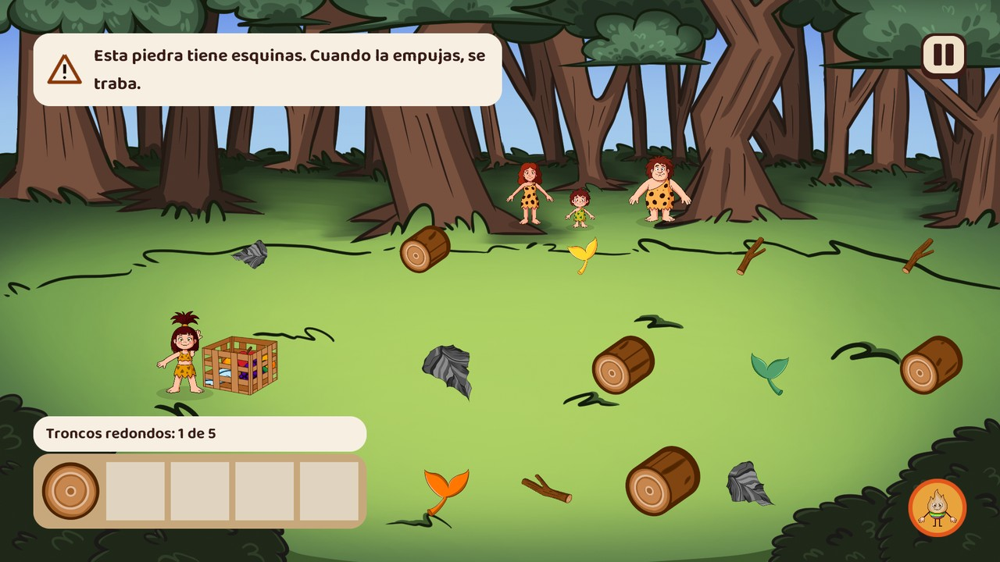 Esta piedra tiene esquinas. Cuando la empujas, se
traba.
Troncos redondos: 1 de 5